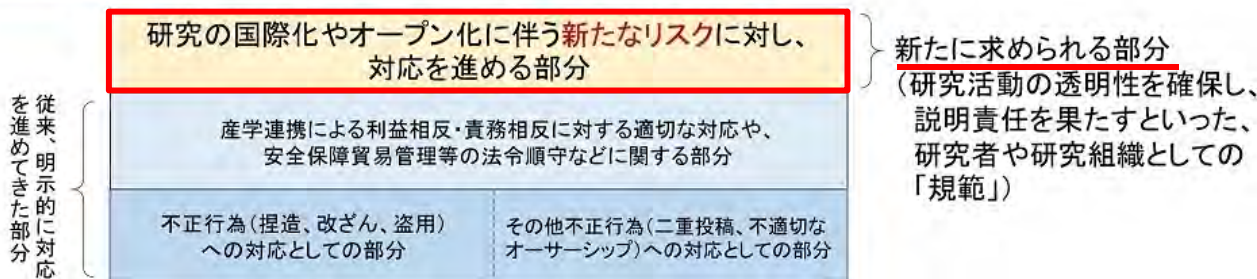 研究の国際化やオープン化に伴う新たなリスクに対し、
対応を進める部分
新たに求められる部分
（研究活動の透明性を確保し、
説明責任を果たすといった、
研究者や研究組織としての
「規範」）
従来、明示的に対応
を進めてきた部分
産学連携による利益相反・責務相反に対する適切な対応や、
安全保障貿易管理等の法令順守などに関する部分
不正行為（捏造、改ざん、盗用）
への対応としての部分
その他不正行為（二重投稿、不適切な
オーサーシップ）への対応としての部分